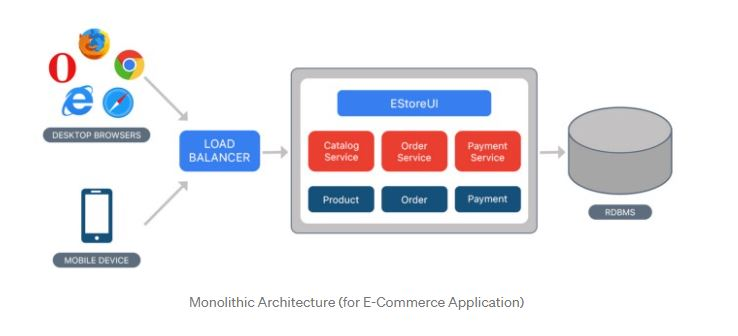 DESKTOP BROWSERS
MOBILE DEVICE
LOAD
BALANCER
EStoreUI
Catalog
Service
Order
Service
Payment
Service
Product
Order
Payment
RDBMS
Monolithic Architecture (for E-Commerce Application)